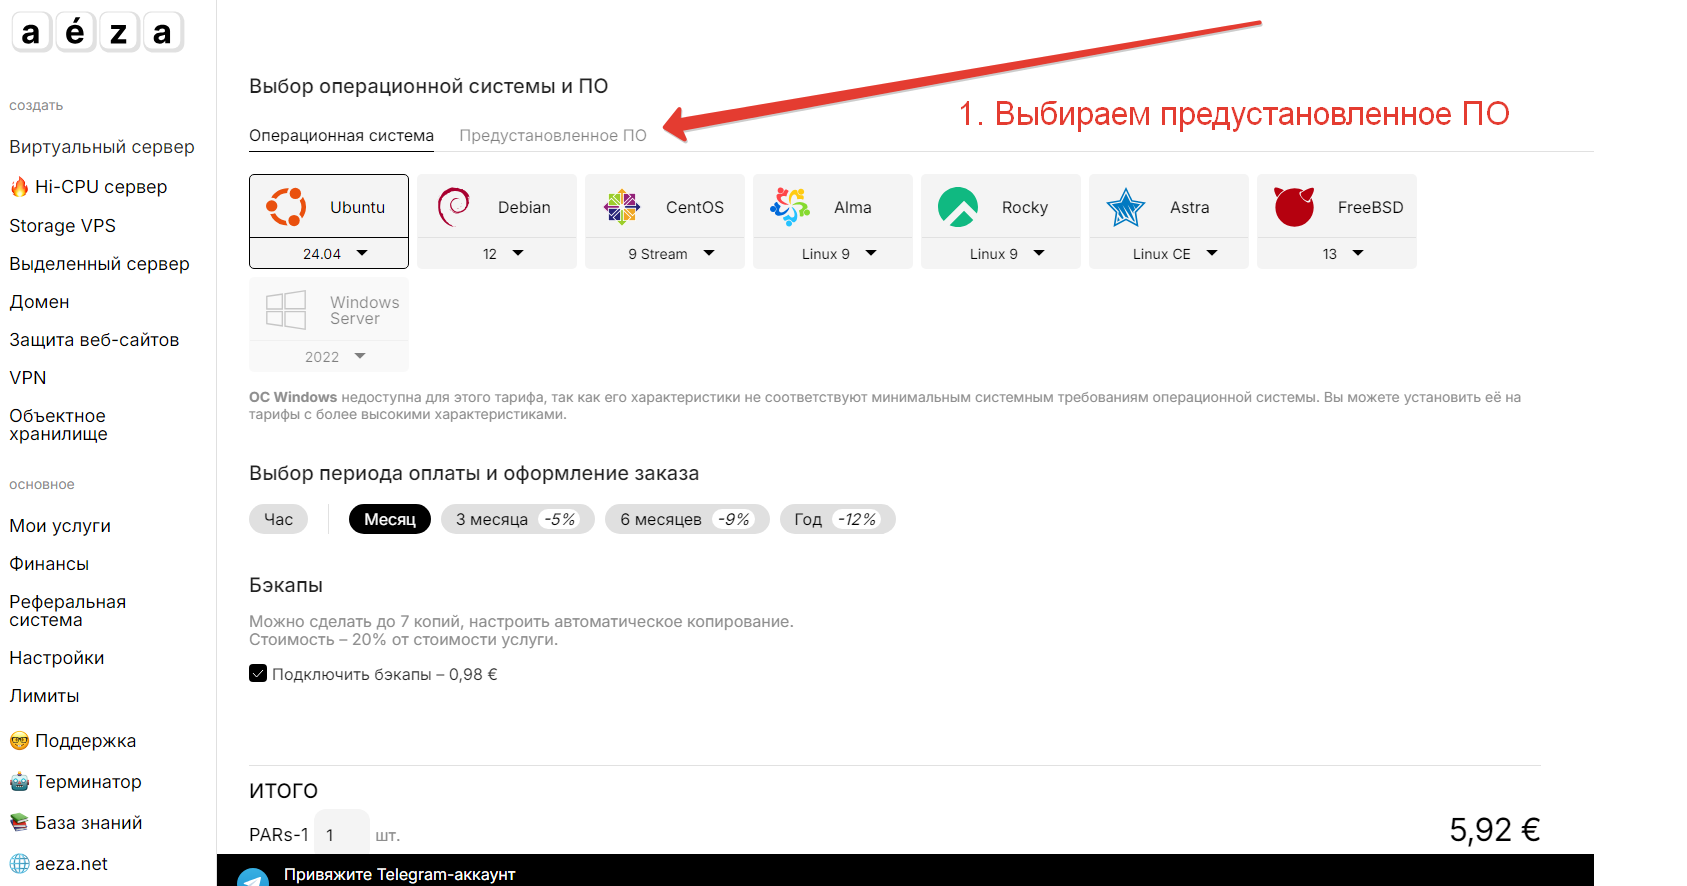 aéza
создать
Виртуальный сервер
Hi-CPU сервер
Storage VPS
Выделенный сервер
Домен
Защита веб-сайтов
VPN
Объектное
хранилище
основное
Мои услуги
Финансы
Реферальная
система
Настройки
Лимиты
Поддержка
Терминатор
База знаний
aeza.net
Выбор операционной системы и ПО
1. Выбираем предустановленное ПО
Операционная система Предустановленное ПО
Ubuntu Debian CentOS Alma Rocky Astra FreeBSD
24.04 12 9 Stream Linux 9 Linux 9 Linux CE 13
Windows
Server
2022
ОС Windows недоступна для этого тарифа, так как его характеристики не соответствуют минимальным системным требованиям операционной системы. Вы можете установить её на
тарифы с более высокими характеристиками.
Выбор периода оплаты и оформление заказа
Час Месяц 3 месяца -5% 6 месяцев -9% Год -12%
Бэкапы
Можно сделать до 7 копий, настроить автоматическое копирование.
Стоимость – 20% от стоимости услуги.
Подключить бэкапы – 0,98 €
ИТОГО
PARs-1 1 шт. 5,92 €
Привяжите Telegram-аккаунт